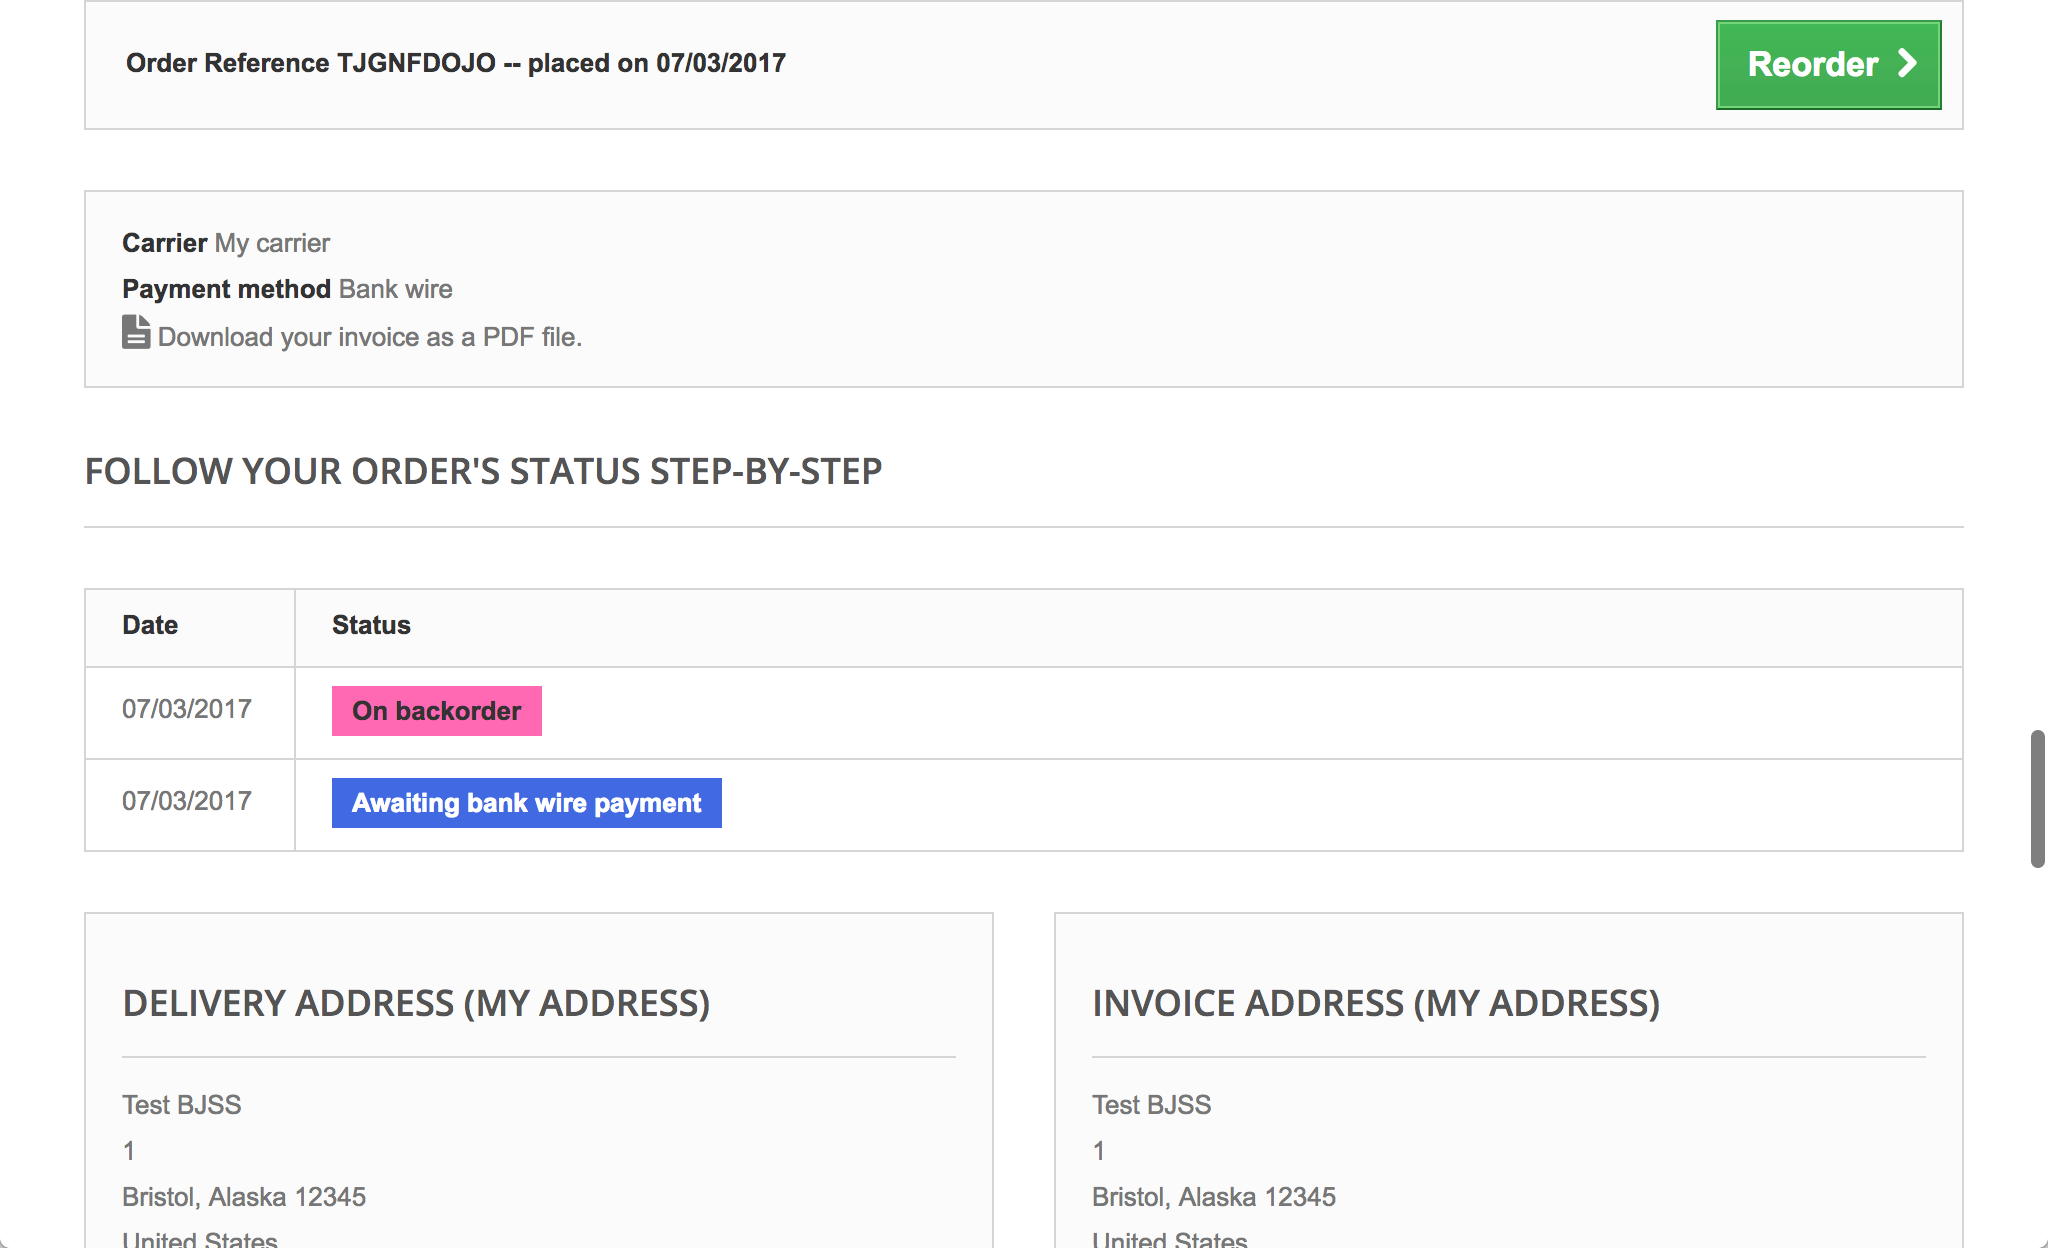 Order Reference TJGNFDOJO -- placed on 07/03/2017
Reorder
Carrier My carrier
Payment method Bank wire
Download your invoice as a PDF file.
FOLLOW YOUR ORDER'S STATUS STEP-BY-STEP
Date Status
07/03/2017 On backorder
07/03/2017 Awaiting bank wire payment
DELIVERY ADDRESS (MY ADDRESS)
Test BJSS
1
Bristol, Alaska 12345
United States
INVOICE ADDRESS (MY ADDRESS)
Test BJSS
1
Bristol, Alaska 12345
United States